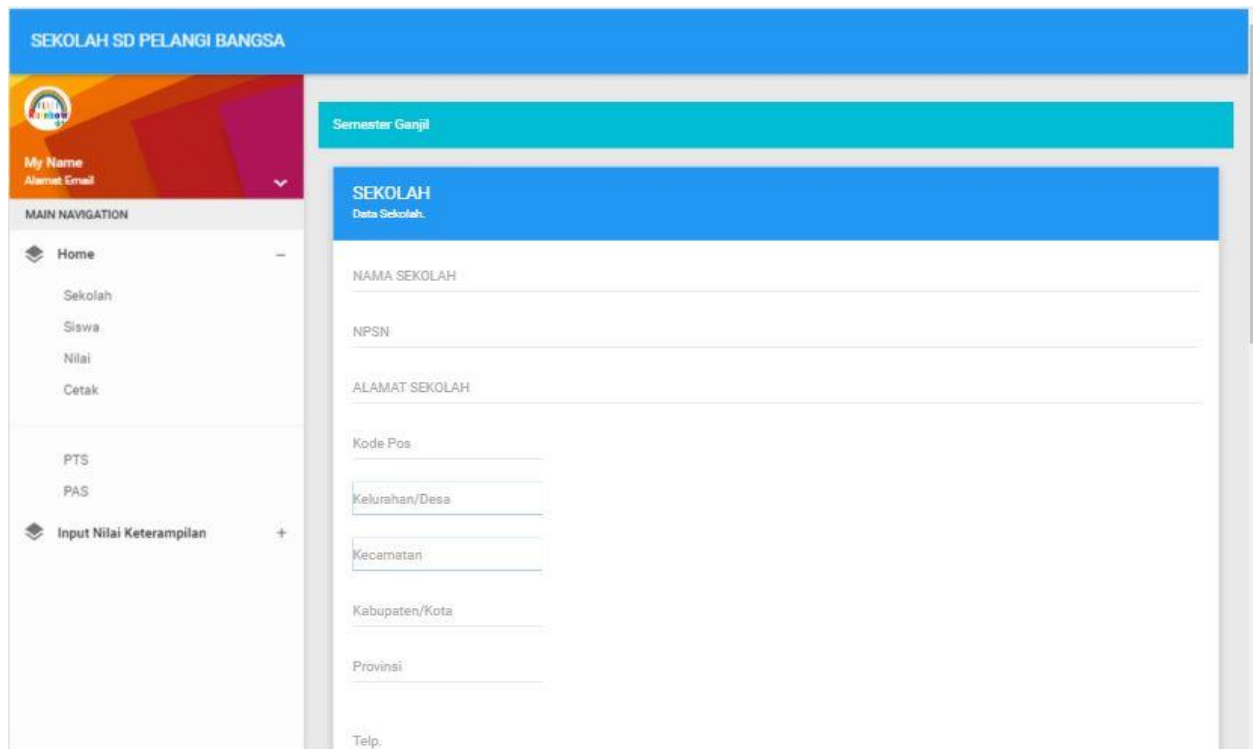 SEKOLAH SD PELANGI BANGSA
Rainbow
My Name
Alamat Email
MAIN NAVIGATION
Home
Sekolah
Siswa
Nilai
Cetak
PTS
PAS
Input Nilai Keterampilan
Semester Ganjil
SEKOLAH
Data Sekolah.
NAMA SEKOLAH
NPSN
ALAMAT SEKOLAH
Kode Pos
Kelurahan/Desa
Kecamatan
Kabupaten/Kota
Provinsi
Telp.